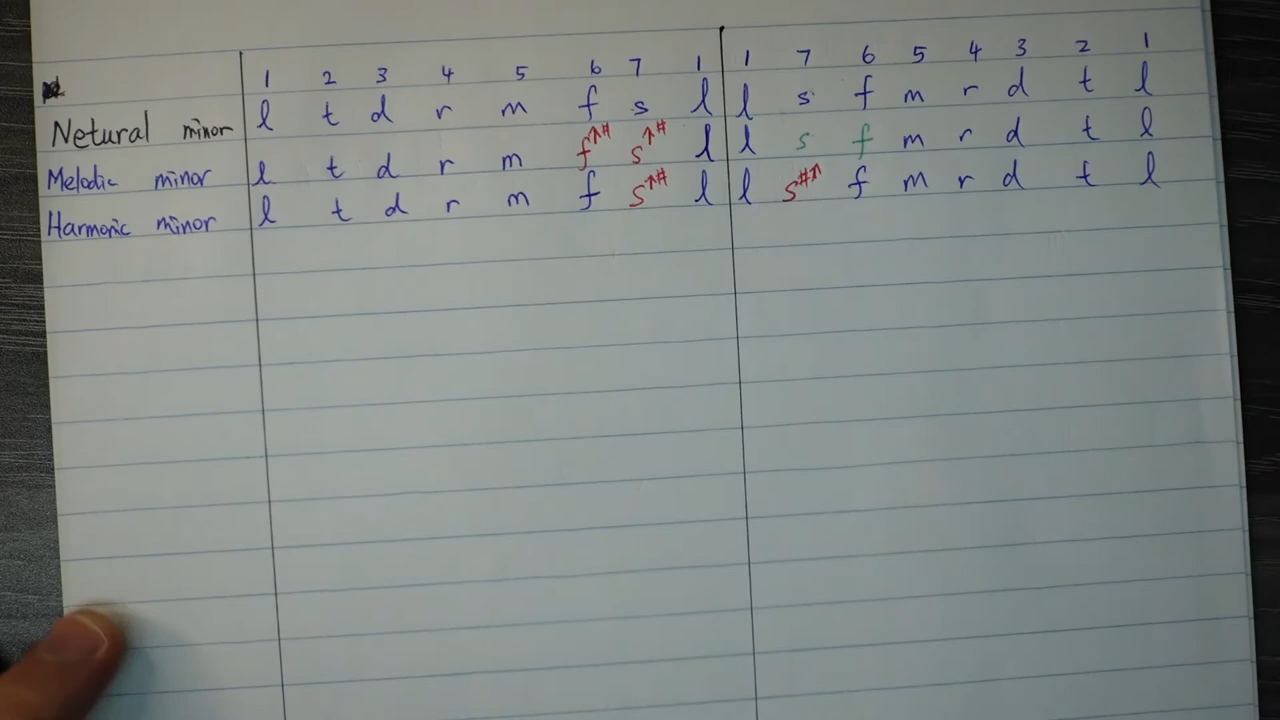 1 2 3 4 5 6 7 1 1 7 6 5 4 3 2 1
Netural minor l t d r m f s l l s f m r d t l
Melodic minor l t d r m f↑# s↑# l l s f m r d t l
Harmonic minor l t d r m f s↑# l l s#↑ f m r d t l